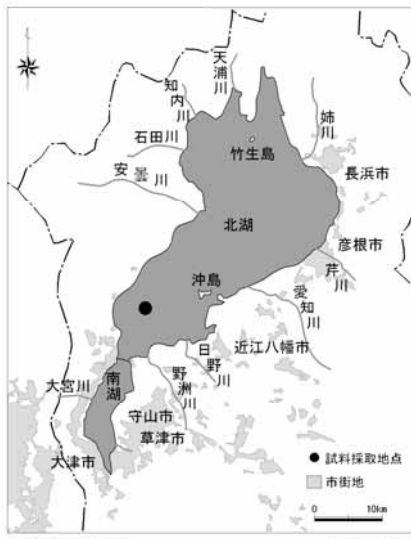 天浦川
知内川
石田川
安曇川
姉川
竹生島
長浜市
北湖
彦根市
芹川
沖島
愛知川
近江八幡市
日野川
野洲川
大宮川
南湖
守山市
草津市
大津市
試料採取地点
市街地
0 10km